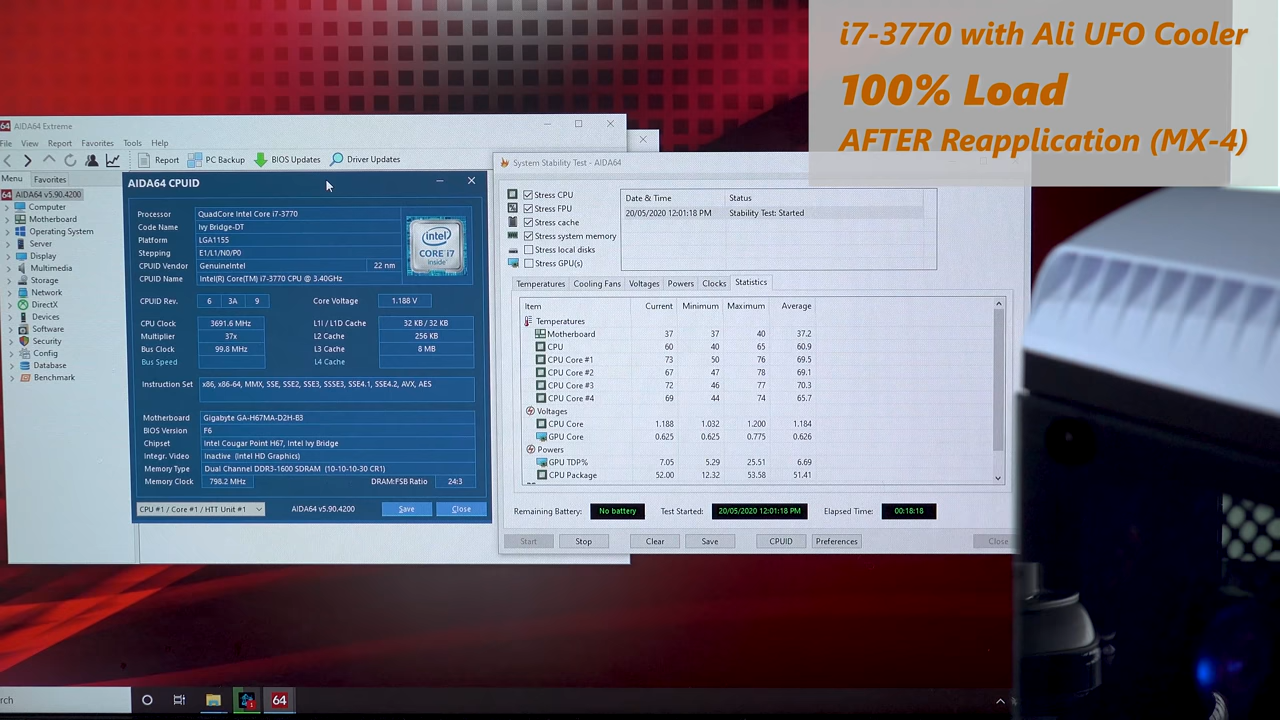 i7-3770 with Ali UFO Cooler
100% Load
AFTER Reapplication (MX-4)
64 AIDA64 Extreme
File View Report Favorites Tools Help
Report PC Backup BIOS Updates Driver Updates
Menu Favorites
64 AIDA64 v5.90.4200
Computer
Motherboard
Operating System
Server
Display
Multimedia
Storage
Network
DirectX
Devices
Software
Security
Config
Database
Benchmark
AIDA64 CPUID
Processor QuadCore Intel Core i7-3770
Code Name Ivy Bridge-DT
Platform LGA1155
Stepping E1/L1/N0/P0
CPUID Vendor GenuineIntel 22 nm
CPUID Name Intel(R) Core(TM) i7-3770 CPU @ 3.40GHz
intel
CORE i7
inside
CPUID Rev. 6 3A 9 Core Voltage 1.188 V
CPU Clock 3691.6 MHz L1I / L1D Cache 32 KB / 32 KB
Multiplier 37x L2 Cache 256 KB
Bus Clock 99.8 MHz L3 Cache 8 MB
Bus Speed L4 Cache
Instruction Set x86, x86-64, MMX, SSE, SSE2, SSE3, SSSE3, SSE4.1, SSE4.2, AVX, AES
Motherboard Gigabyte GA-H67MA-D2H-B3
BIOS Version F6
Chipset Intel Cougar Point H67, Intel Ivy Bridge
Integr. Video Inactive (Intel HD Graphics)
Memory Type Dual Channel DDR3-1600 SDRAM (10-10-10-30 CR1)
Memory Clock 798.2 MHz DRAM:FSB Ratio 24:3
CPU #1 / Core #1 / HTT Unit #1 AIDA64 v5.90.4200 Save Close
System Stability Test - AIDA64
Stress CPU
Stress FPU
Stress cache
Stress system memory
Stress local disks
Stress GPU(s)
Date & Time Status
20/05/2020 12:01:18 PM Stability Test: Started
Temperatures Cooling Fans Voltages Powers Clocks Statistics
Item Current Minimum Maximum Average
Temperatures
Motherboard 37 37 40 37.2
CPU 60 40 65 60.9
CPU Core #1 73 50 76 69.5
CPU Core #2 67 47 78 69.1
CPU Core #3 72 46 77 70.3
CPU Core #4 69 44 74 65.7
Voltages
CPU Core 1.188 1.032 1.200 1.184
GPU Core 0.625 0.625 0.775 0.626
Powers
GPU TDP% 7.05 5.29 25.51 6.69
CPU Package 52.00 12.32 53.58 51.41
Remaining Battery: No battery Test Started: 20/05/2020 12:01:18 PM Elapsed Time: 00:18:18
Start Stop Clear Save CPUID Preferences Close
rch
64